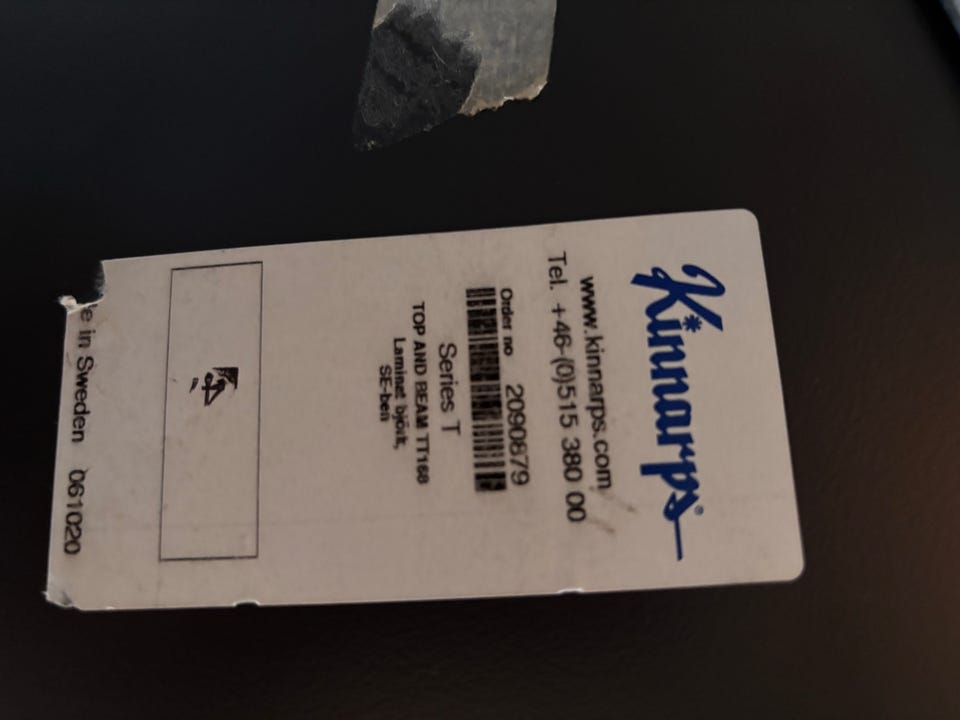 Kinnarps®
www.kinnarps.com
Tel. +46-(0)515 380 00
Order no 2090879
Series T
TOP AND BEAM TT168
Laminat björk,
SE-ben
e in Sweden 061020